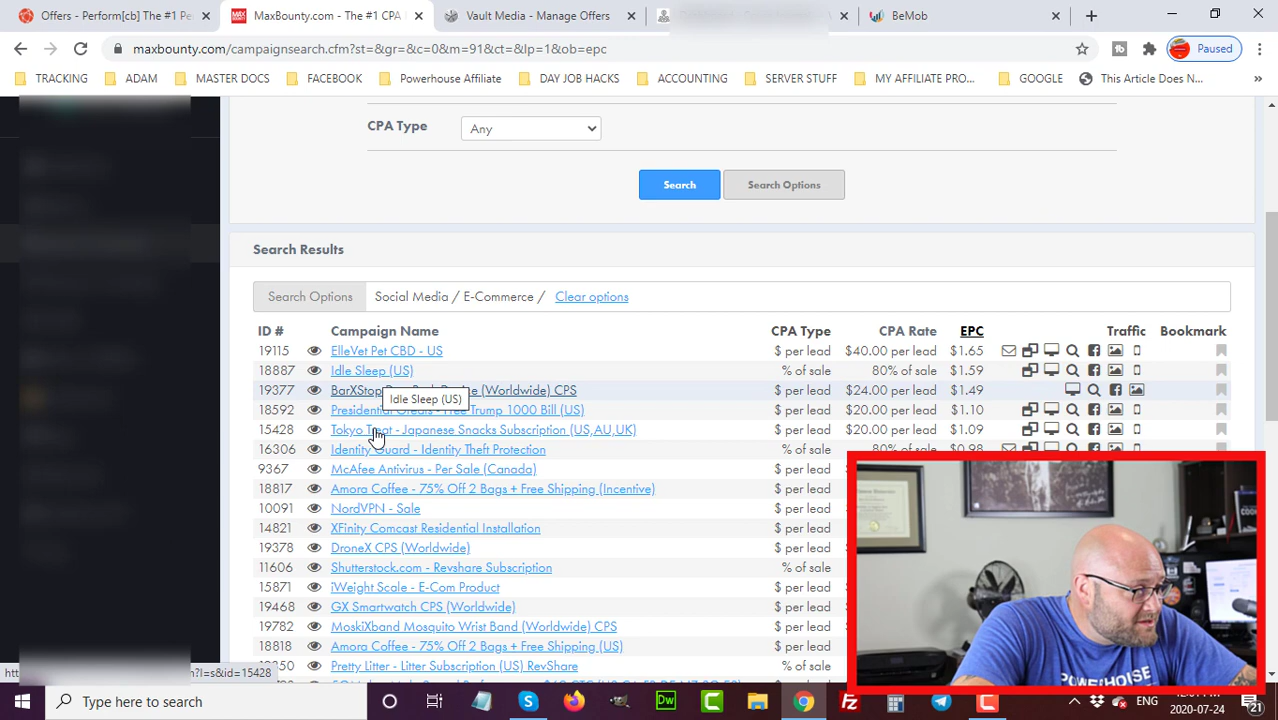 Offers - Perform[cb] The #1 Pe
MaxBounty.com - The #1 CPA
Vault Media - Manage Offers
BeMob
maxbounty.com/campaignsearch.cfm?st=&gr=&c=0&m=91&ct=&lp=1&ob=epc
Paused
TRACKING
ADAM
MASTER DOCS
FACEBOOK
Powerhouse Affiliate
DAY JOB HACKS
ACCOUNTING
SERVER STUFF
MY AFFILIATE PRO...
GOOGLE
This Article Does N...
CPA Type Any
Search Search Options
Search Results
Search Options Social Media / E-Commerce / Clear options
ID # Campaign Name CPA Type CPA Rate EPC Traffic Bookmark
19115 ElleVet Pet CBD - US $ per lead $40.00 per lead $1.65
18887 Idle Sleep (US) % of sale 80% of sale $1.59
19377 BarXStop (Worldwide) CPS $ per lead $24.00 per lead $1.49
Idle Sleep (US)
18592 Presidential Greats - Free Trump 1000 Bill (US) $ per lead $20.00 per lead $1.10
15428 Tokyo Treat - Japanese Snacks Subscription (US,AU,UK) $ per lead $20.00 per lead $1.09
16306 Identity Guard - Identity Theft Protection % of sale 80% of sale $0.98
9367 McAfee Antivirus - Per Sale (Canada) $ per lead
18817 Amora Coffee - 75% Off 2 Bags + Free Shipping (Incentive) $ per lead
10091 NordVPN - Sale $ per lead
14821 XFinity Comcast Residential Installation $ per lead
19378 DroneX CPS (Worldwide) $ per lead
11606 Shutterstock.com - Revshare Subscription % of sale
15871 iWeight Scale - E-Com Product $ per lead
19468 GX Smartwatch CPS (Worldwide) $ per lead
19782 MoskiXband Mosquito Wrist Band (Worldwide) CPS $ per lead
18818 Amora Coffee - 75% Off 2 Bags + Free Shipping (US) $ per lead
Pretty Litter - Litter Subscription (US) RevShare % of sale
n?l=s&id=15428
POWERHOUSE
Type here to search
Dw
ENG
2020-07-24
21